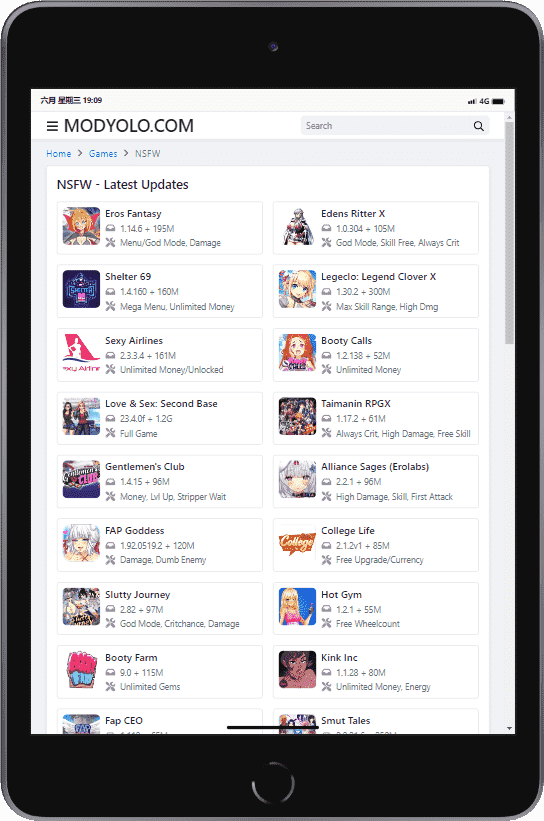 六月 星期三 19:09
4G
MODYOLO.COM
Search
Home > Games > NSFW
NSFW - Latest Updates
Eros Fantasy
1.14.6 + 195M
Menu/God Mode, Damage
Edens Ritter X
1.0.304 + 105M
God Mode, Skill Free, Always Crit
SHELTER
69
Shelter 69
1.4.160 + 160M
Mega Menu, Unlimited Money
Legeclo: Legend Clover X
1.30.2 + 300M
Max Skill Range, High Dmg
exy Airline
Sexy Airlines
2.3.3.4 + 161M
Unlimited Money/Unlocked
Booty Calls
1.2.138 + 52M
Unlimited Money
Love & Sex: Second Base
23.4.0f + 1.2G
Full Game
Taimanin RPGX
1.17.2 + 61M
Always Crit, High Damage, Free Skill
Gentlemen's
CLUB
Gentlemen's Club
1.4.15 + 96M
Money, Lvl Up, Stripper Wait
Alliance Sages (Erolabs)
2.2.1 + 96M
High Damage, Skill, First Attack
FAP Goddess
1.92.0519.2 + 120M
Damage, Dumb Enemy
College
College Life
2.1.2v1 + 85M
Free Upgrade/Currency
Slutty Journey
2.82 + 97M
God Mode, Critchance, Damage
Hot Gym
1.2.1 + 55M
Free Wheelcount
Booty Farm
9.0 + 115M
Unlimited Gems
Kink Inc
1.1.28 + 80M
Unlimited Money, Energy
Fap CEO
Smut Tales